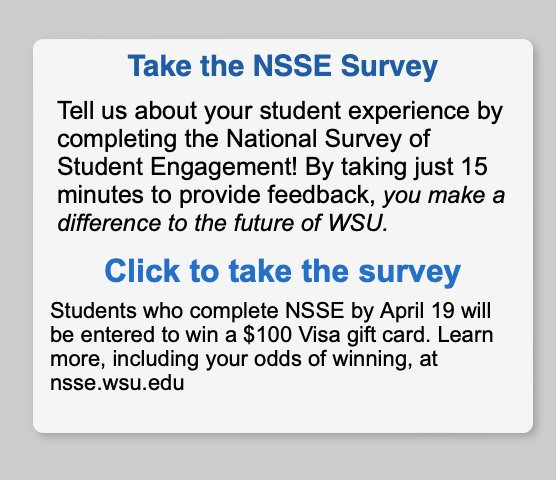 Take the NSSE Survey
Tell us about your student experience by
completing the National Survey of
Student Engagement! By taking just 15
minutes to provide feedback, you make a
difference to the future of WSU.
Click to take the survey
Students who complete NSSE by April 19 will
be entered to win a $100 Visa gift card. Learn
more, including your odds of winning, at
nsse.wsu.edu